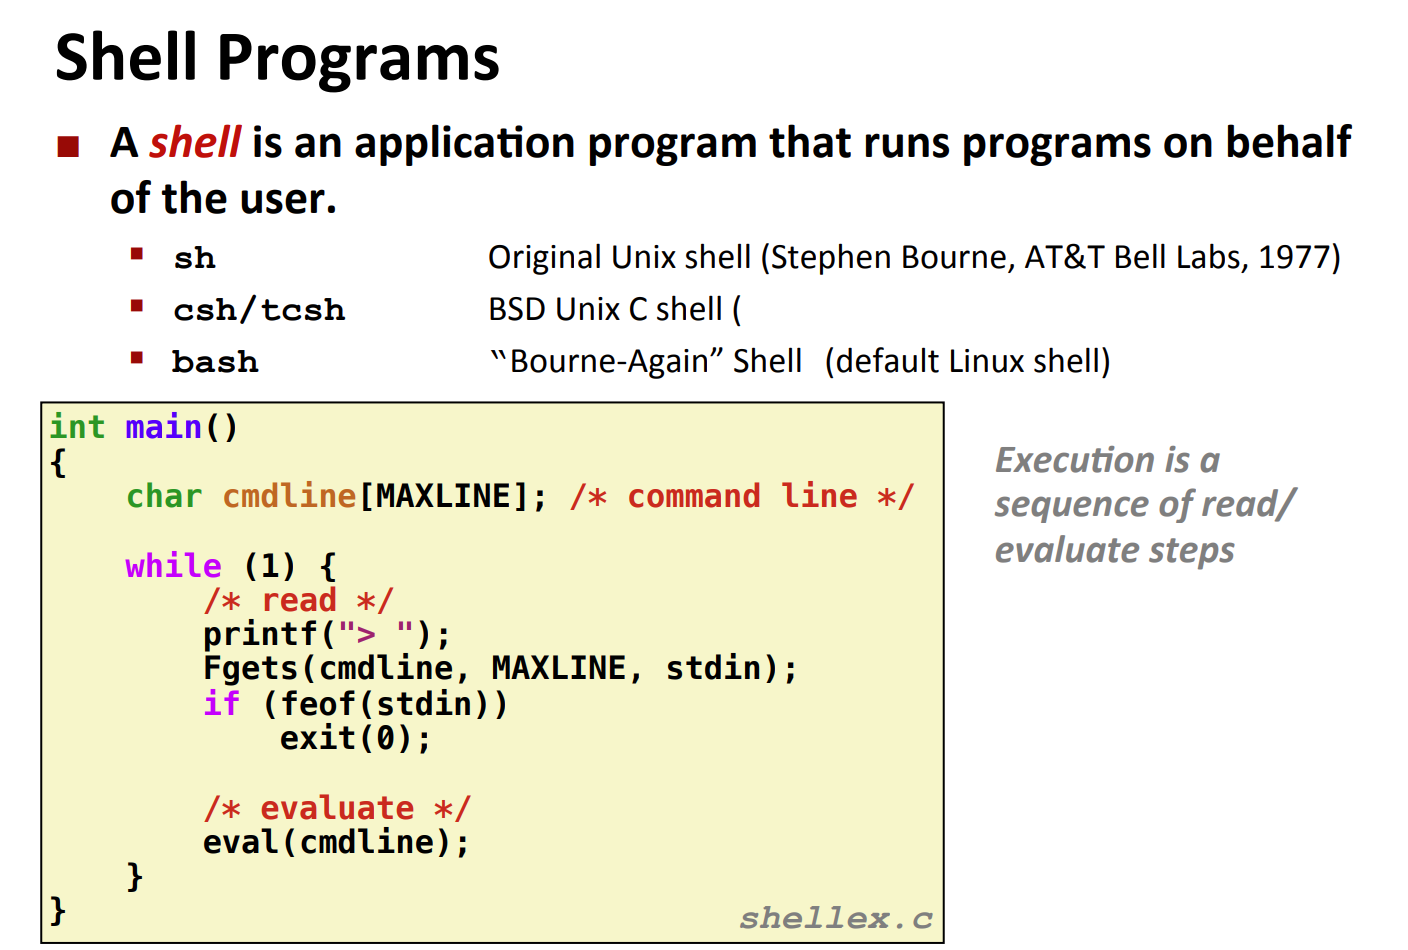 Shell Programs
A shell is an application program that runs programs on behalf
of the user.
sh Original Unix shell (Stephen Bourne, AT&T Bell Labs, 1977)
csh/tcsh BSD Unix C shell (
bash “Bourne-Again” Shell (default Linux shell)
int main()
{
    char cmdline[MAXLINE]; /* command line */
    while (1) {
        /* read */
        printf("> ");
        Fgets(cmdline, MAXLINE, stdin);
        if (feof(stdin))
            exit(0);
        /* evaluate */
        eval(cmdline);
    }
}
shellex.c
Execution is a
sequence of read/
evaluate steps